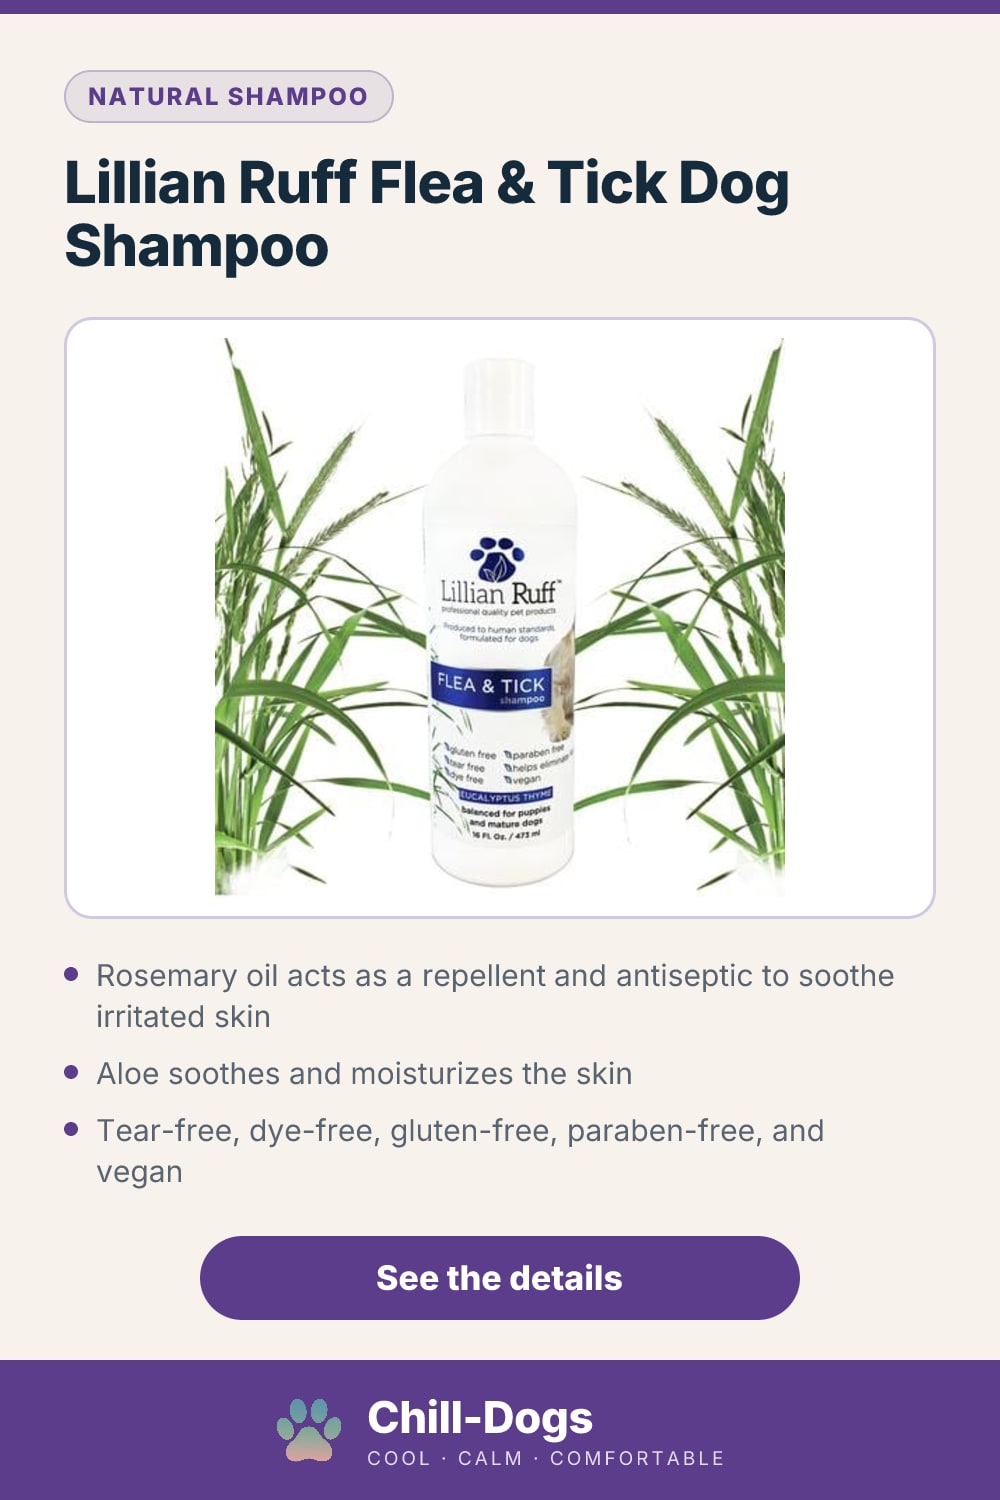 NATURAL SHAMPOO
Lillian Ruff Flea & Tick Dog
Shampoo
Lillian Ruff™
professional quality pet products
Produced to human standards,
formulated for dogs
FLEA & TICK
shampoo
gluten free paraben free
tear free helps eliminate
dye free vegan
EUCALYPTUS THYME
balanced for puppies
and mature dogs
16 FL Oz. / 473 ml
Rosemary oil acts as a repellent and antiseptic to soothe
irritated skin
Aloe soothes and moisturizes the skin
Tear-free, dye-free, gluten-free, paraben-free, and
vegan
See the details
Chill-Dogs
COOL · CALM · COMFORTABLE